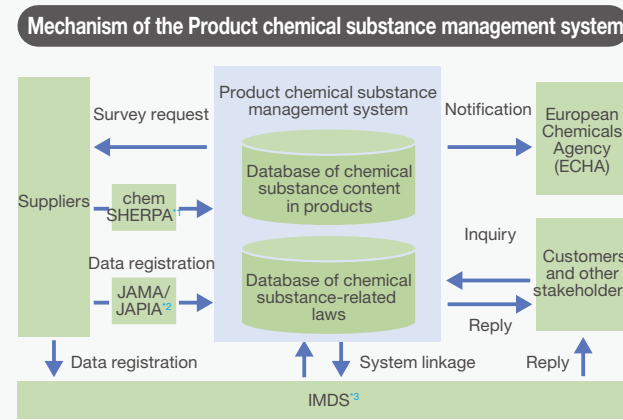 Mechanism of the Product chemical substance management system
Product chemical substance
management system
Survey request
Notification
European
Chemicals
Agency
(ECHA)
Database of chemical
substance content
in products
Suppliers
chem
SHERPA*1
Inquiry
Customers
and other
stakeholder
Data registration
Database of chemical
substance-related
laws
JAMA/
JAPIA*2
Reply
Data registration
System linkage
Reply
IMDS*3